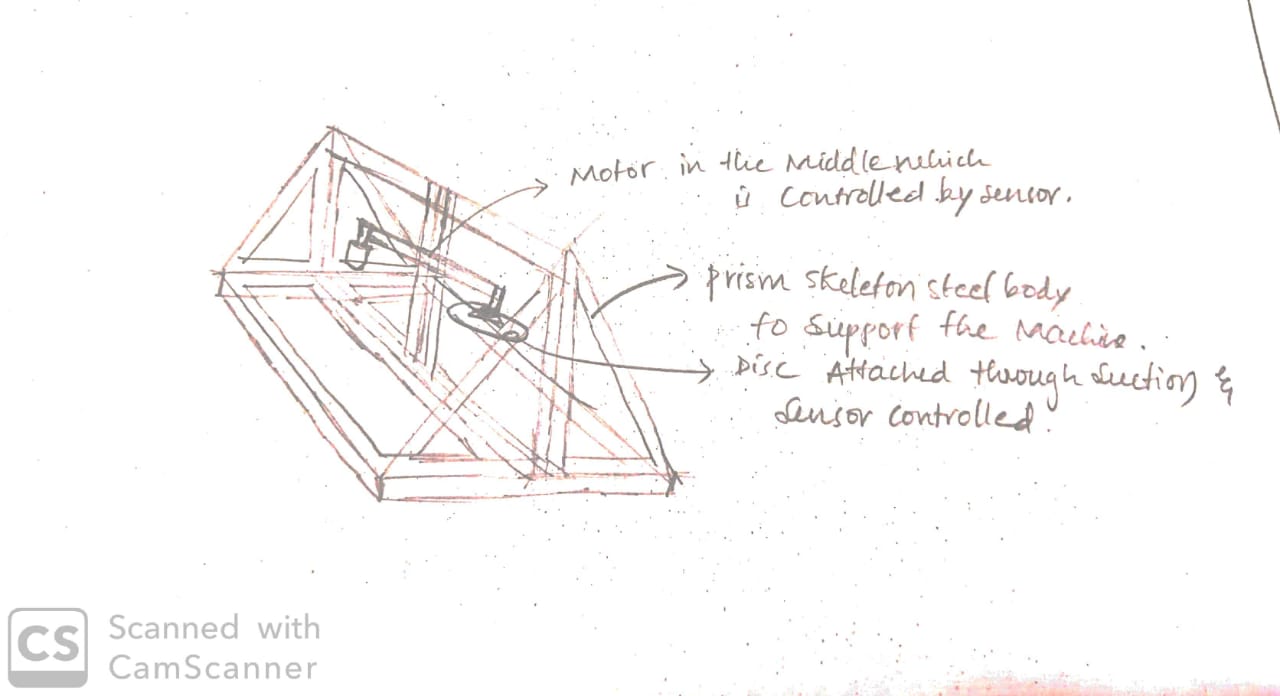 Motor in the Middle which
is Controlled by sensor.
prism skeleton steel body
to support the Machine.
Disc Attached through Suction &
Sensor controlled.
CS
Scanned with
CamScanner